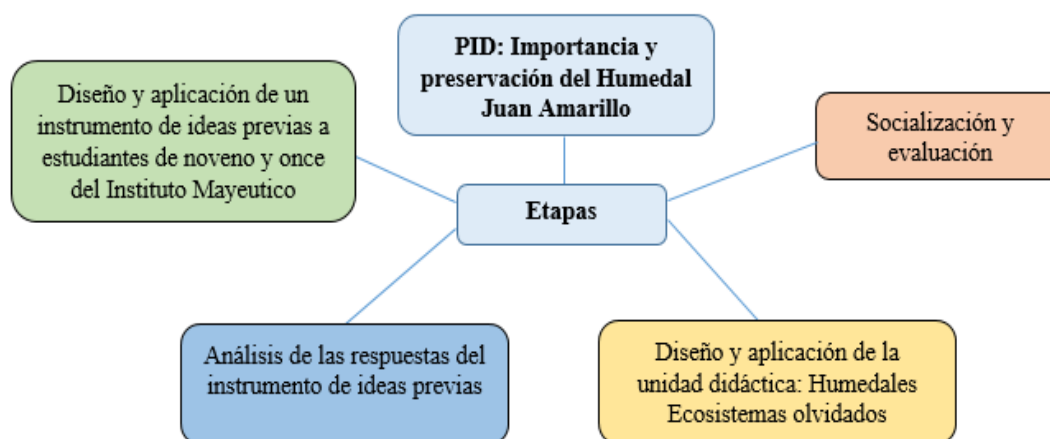 PID: Importancia y
preservación del Humedal
Juan Amarillo
Diseño y aplicación de un
instrumento de ideas previas a
estudiantes de noveno y once
del Instituto Mayeutico
Socialización y
evaluación
Etapas
Análisis de las respuestas del
instrumento de ideas previas
Diseño y aplicación de la
unidad didáctica: Humedales
Ecosistemas olvidados